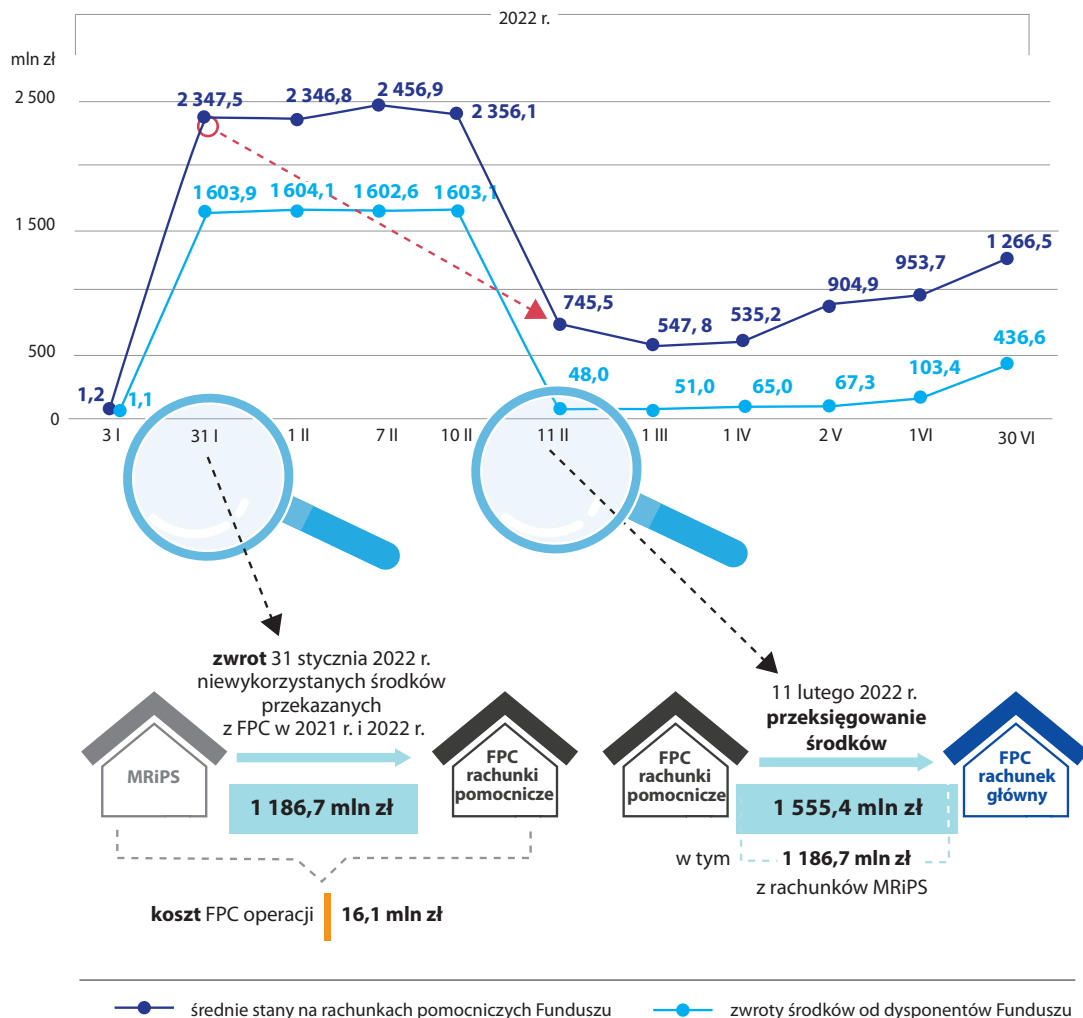 2022 r.
mln zł
2 500
2 347,5
2 346,8
2 456,9
2 356,1
1 603,9
1 604,1
1 602,6
1 603,1
1 500
1 266,5
953,7
904,9
745,5
547, 8
535,2
500
436,6
103,4
67,3
65,0
51,0
48,0
1,2
1,1
0
3 I
31 I
1 II
7 II
10 II
11 II
1 III
1 IV
2 V
1VI
30 VI
zwrot 31 stycznia 2022 r.
niewykorzystanych środków
przekazanych
z FPC w 2021 r. i 2022 r.
MRiPS
1 186,7 mln zł
FPC
rachunki
pomocnicze
koszt FPC operacji
16,1 mln zł
11 lutego 2022 r.
przeksięgowanie
środków
FPC
rachunki
pomocnicze
1 555,4 mln zł
FPC
rachunek
główny
w tym
1 186,7 mln zł
z rachunków MRiPS
średnie stany na rachunkach pomocniczych Funduszu
zwroty środków od dysponentów Funduszu